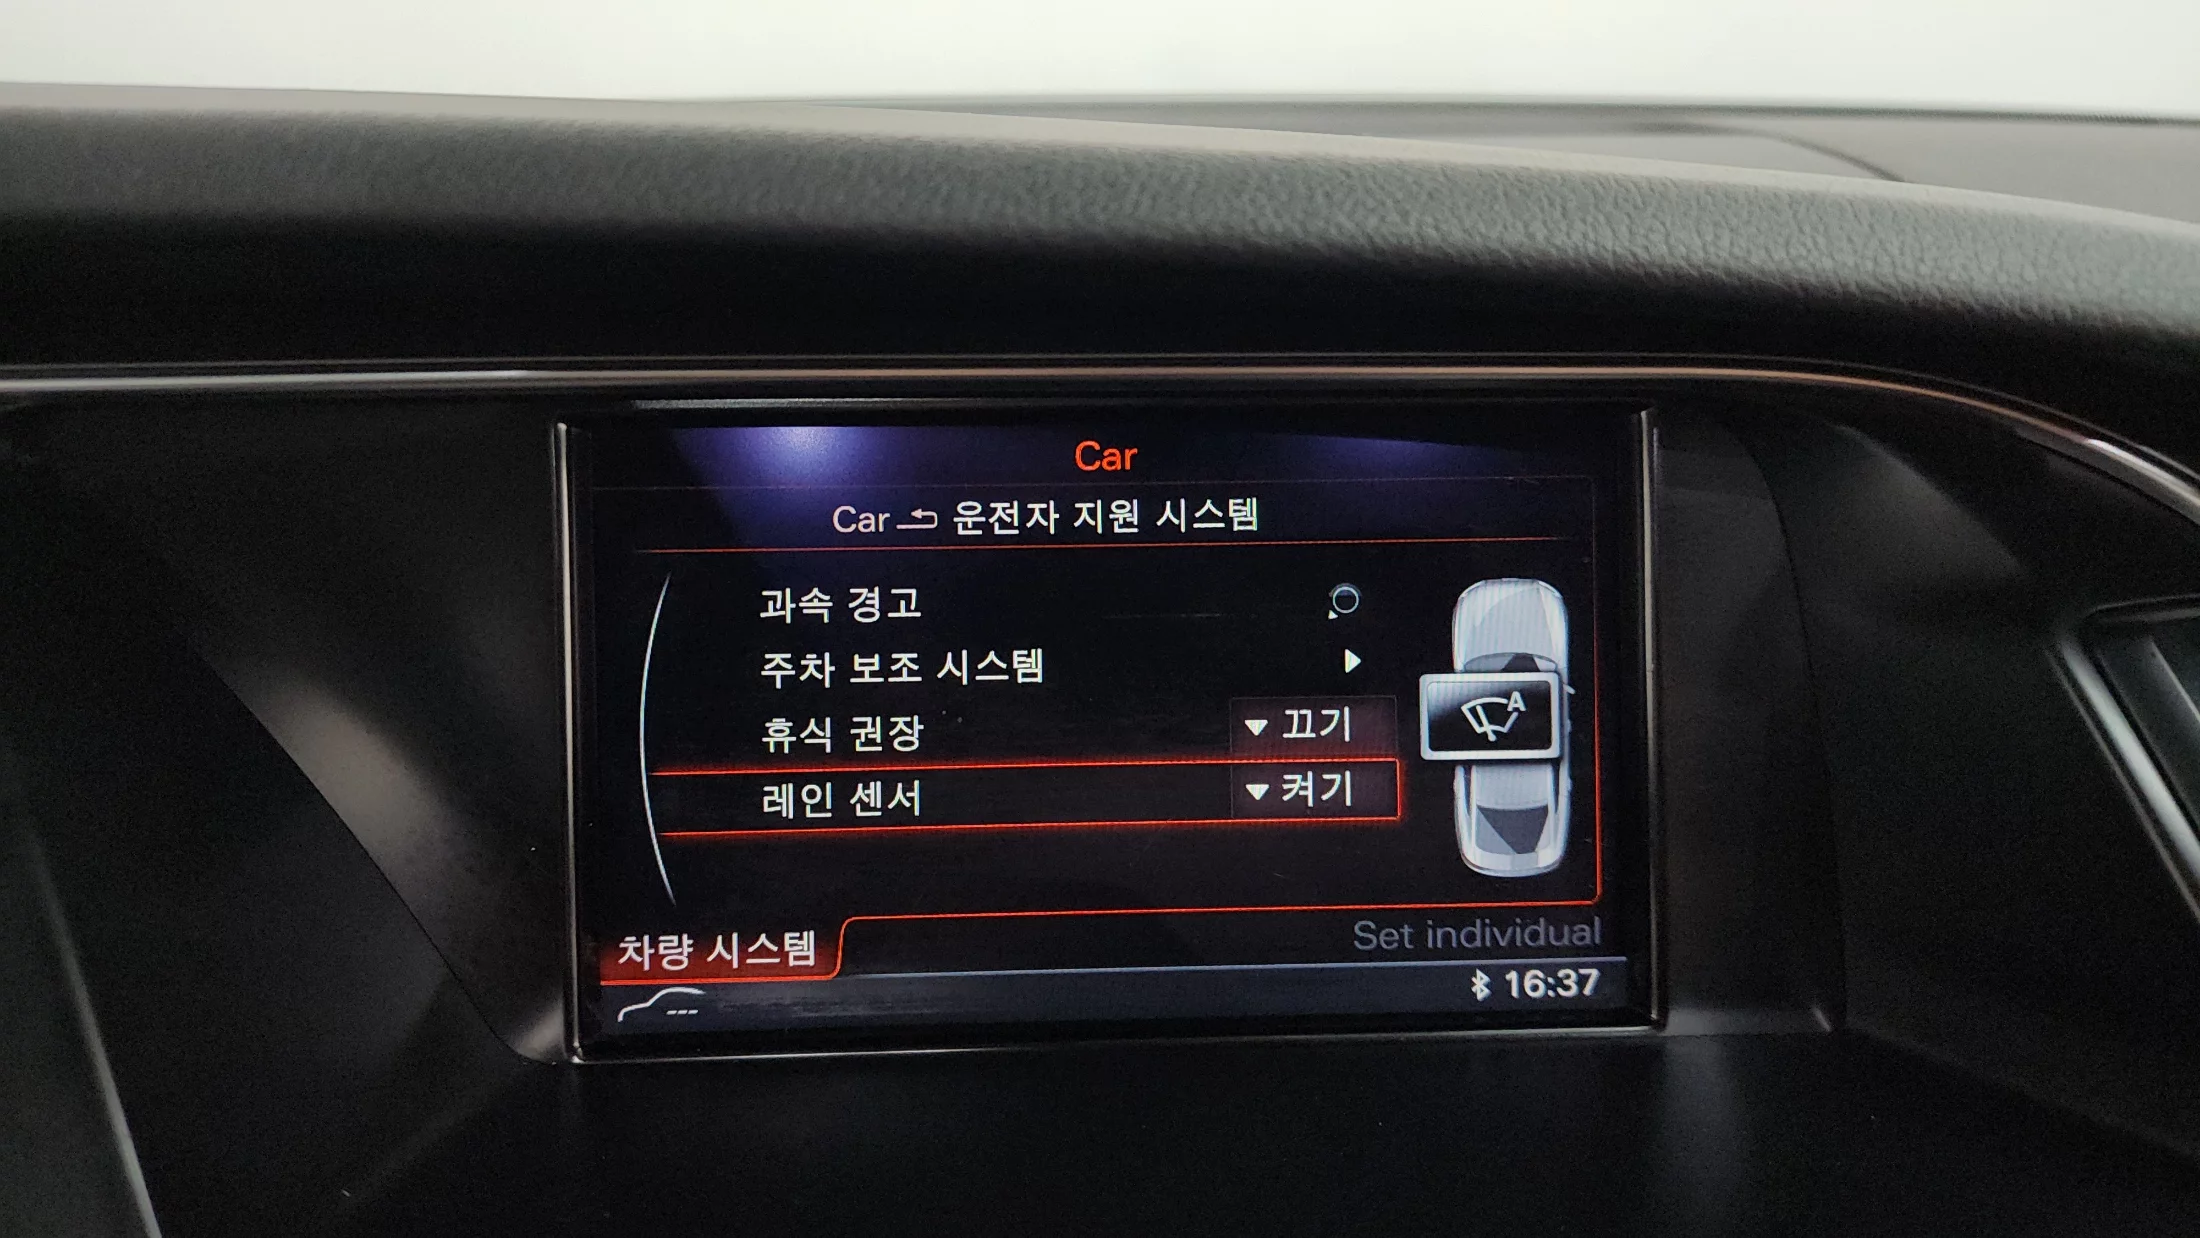 Car
Car 운전자 지원 시스템
과속 경고
주차 보조 시스템
휴식 권장 끄기
레인 센서 켜기
A
차량 시스템
Set individual
--- 16:37